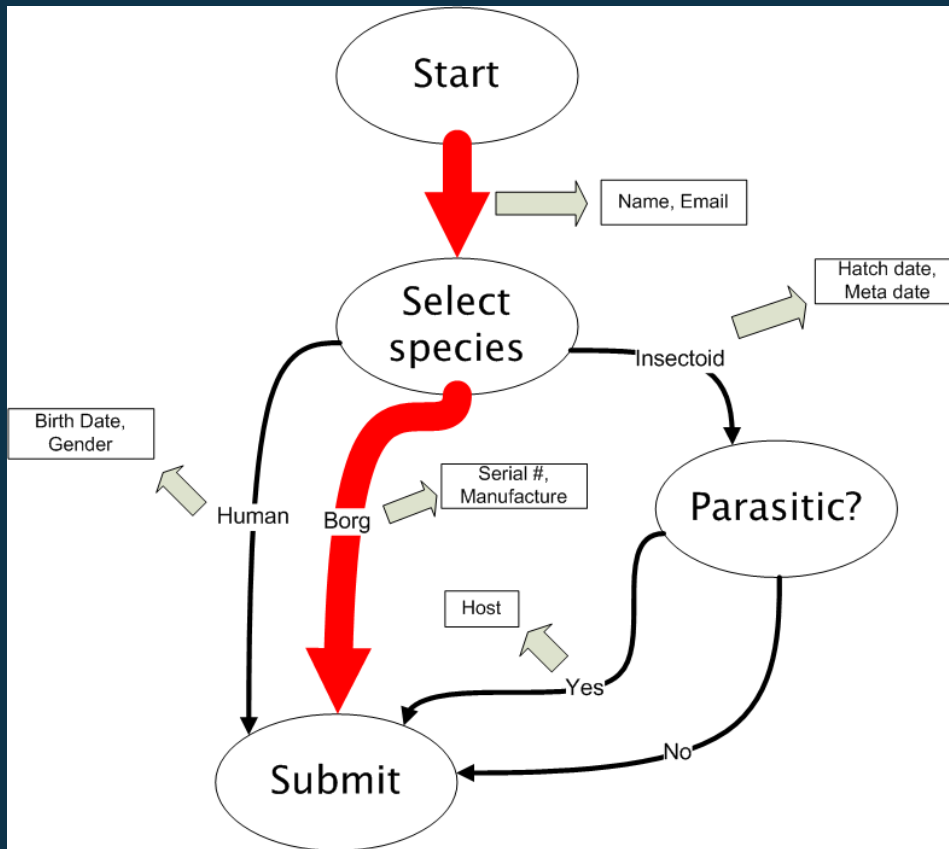 Start
Name, Email
Select
species
Hatch date,
Meta date
Insectoid
Birth Date,
Gender
Serial #,
Manufacture
Human
Borg
Parasitic?
Host
Yes
No
Submit